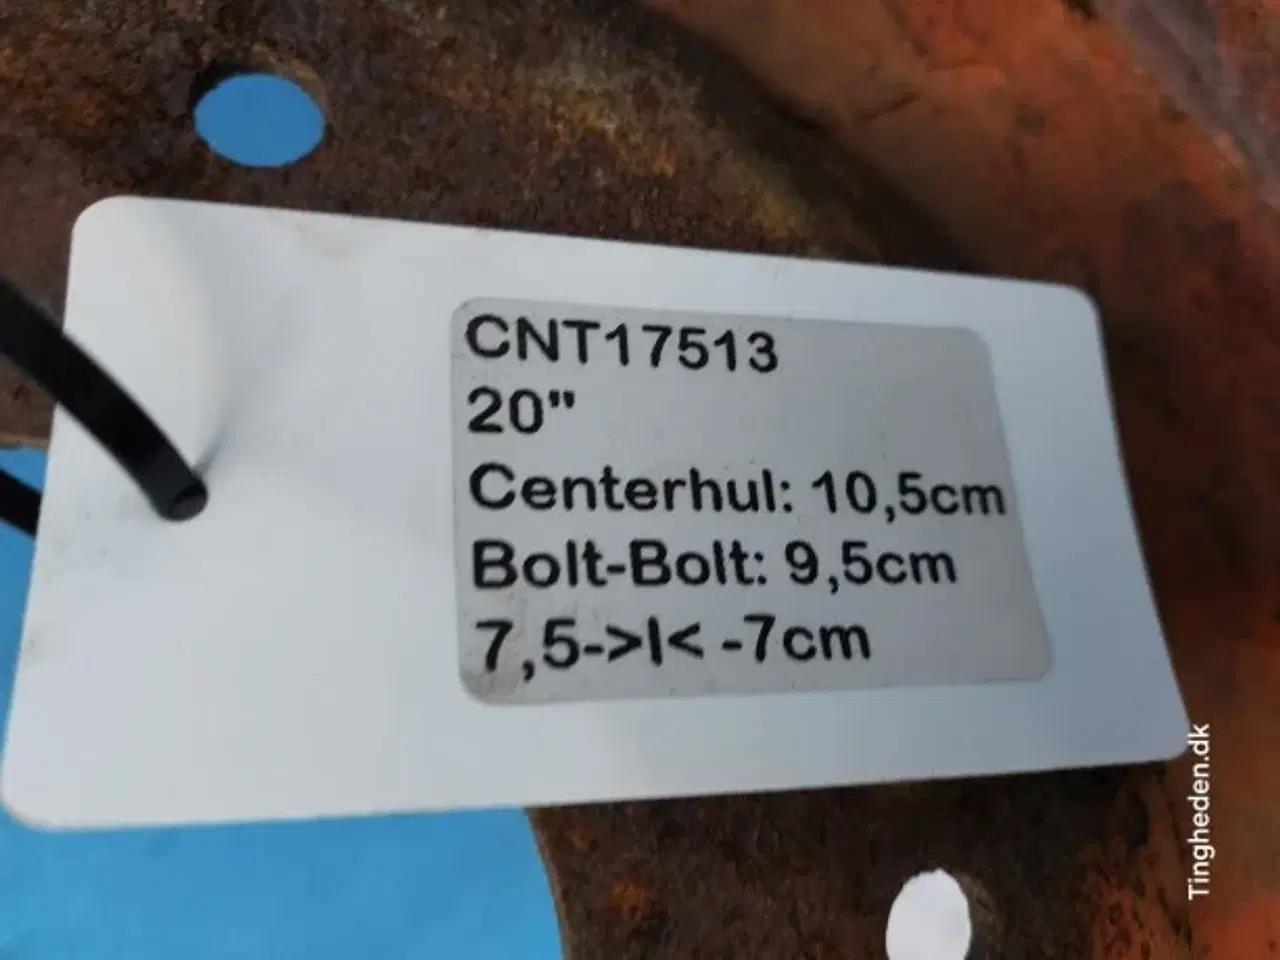 CNT17513
20"
Centerhul: 10,5cm
Bolt-Bolt: 9,5cm
7,5->I< -7cm
Tingheden.dk